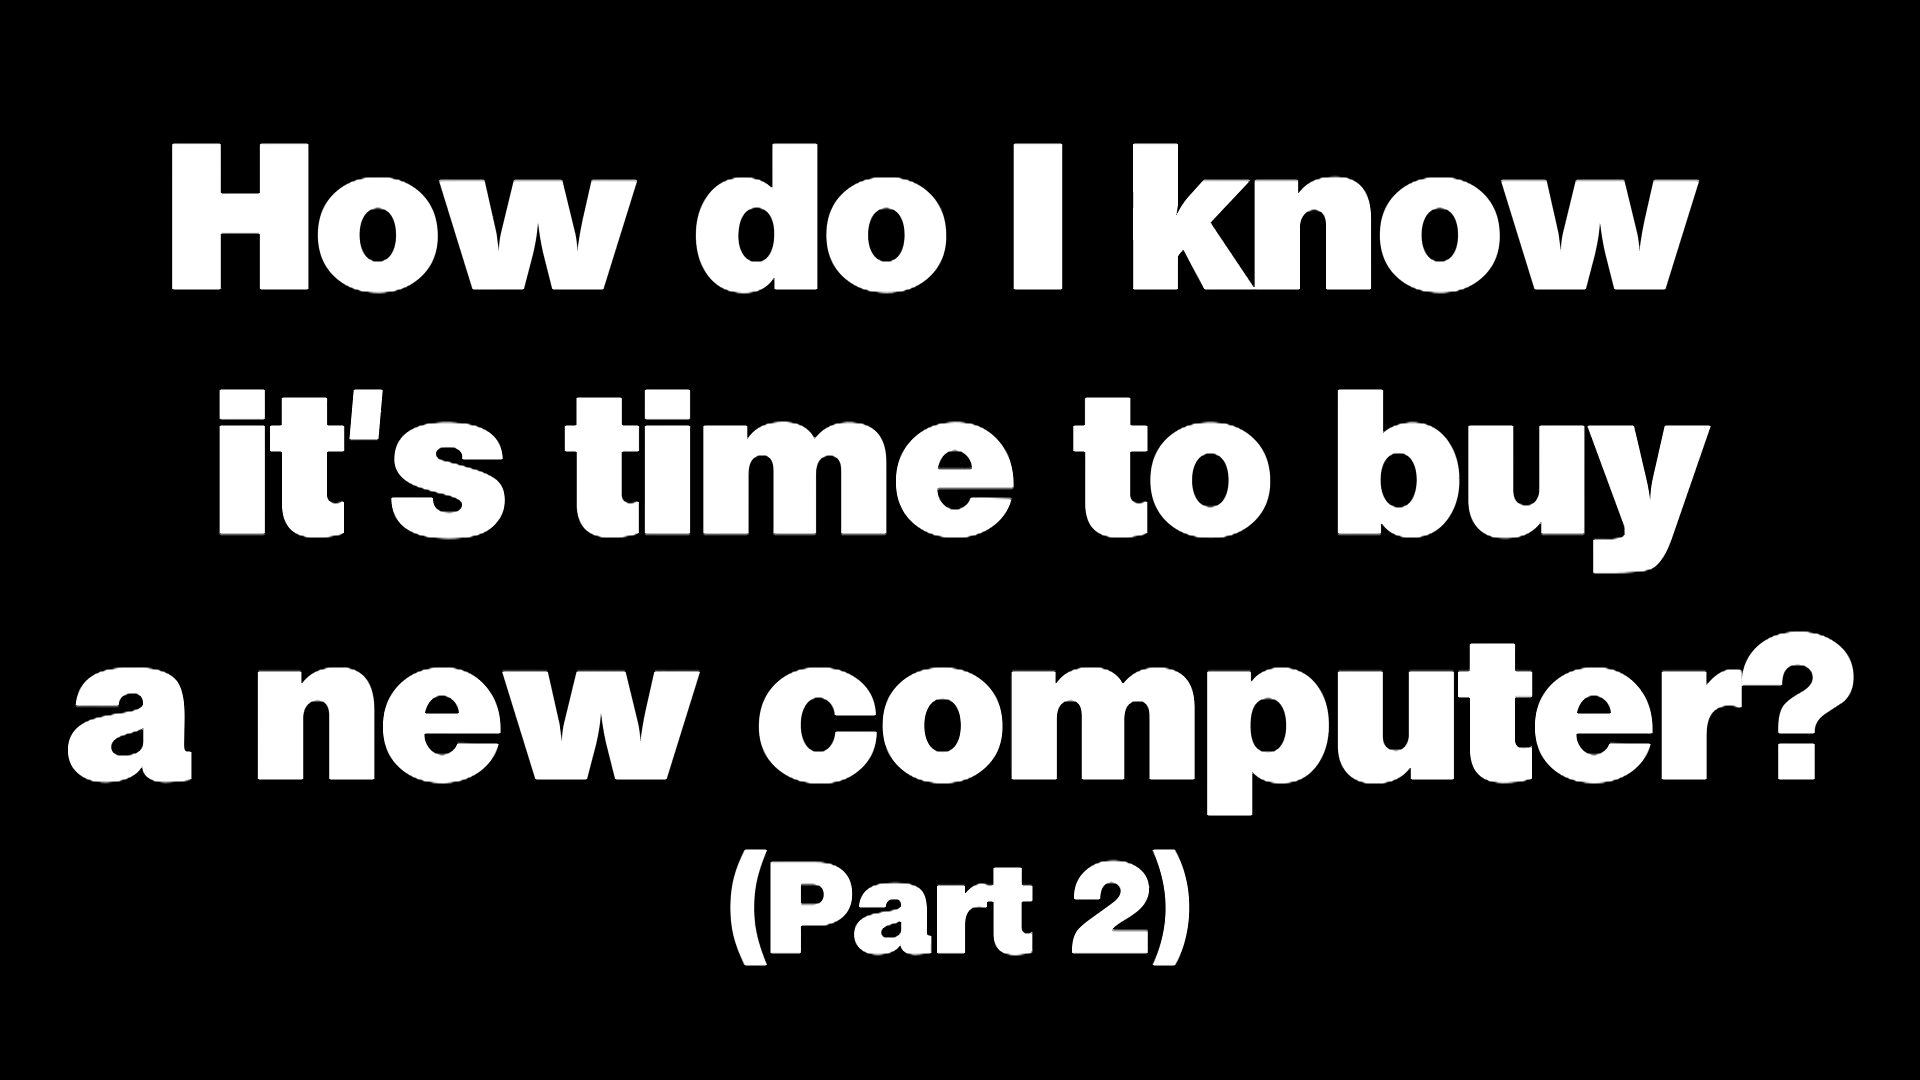 How do I know
it's time to buy
a new computer?
(Part 2)